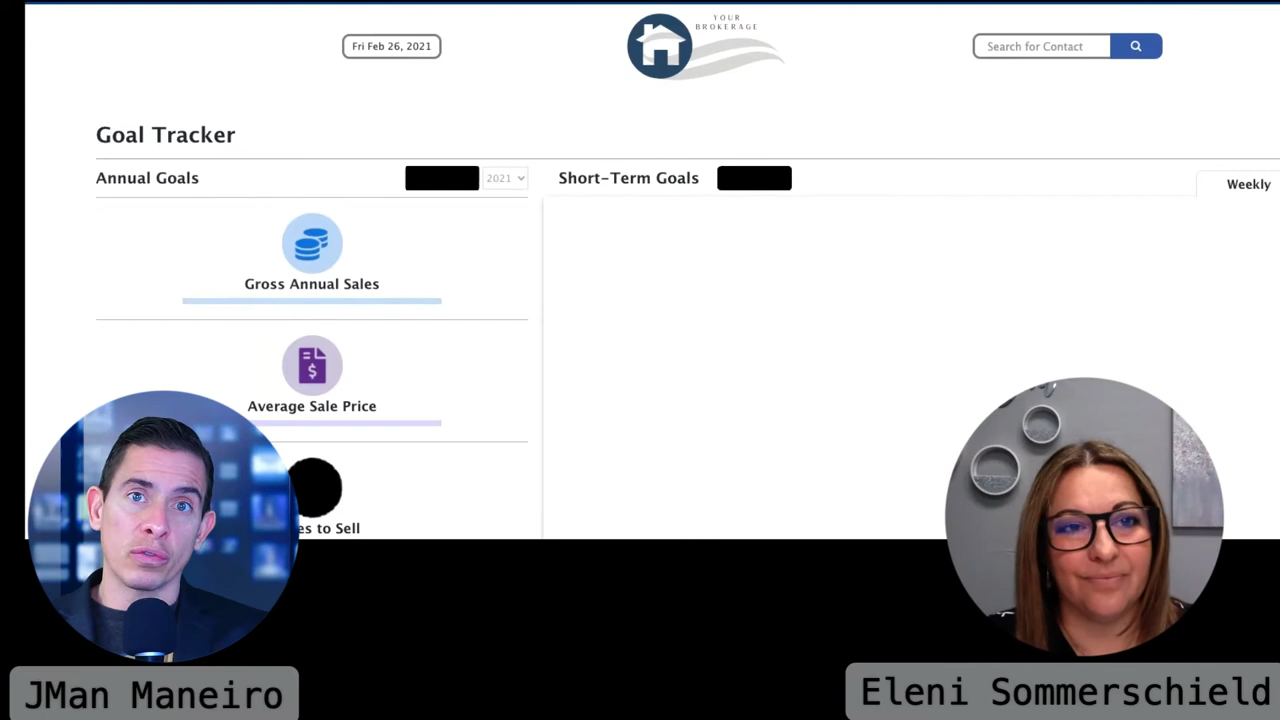 Fri Feb 26, 2021
YOUR
BROKERAGE
Search for Contact
Goal Tracker
Annual Goals
2021
Short-Term Goals
Weekly
Gross Annual Sales
$
Average Sale Price
es to Sell
JMan Maneiro
Eleni Sommerschield